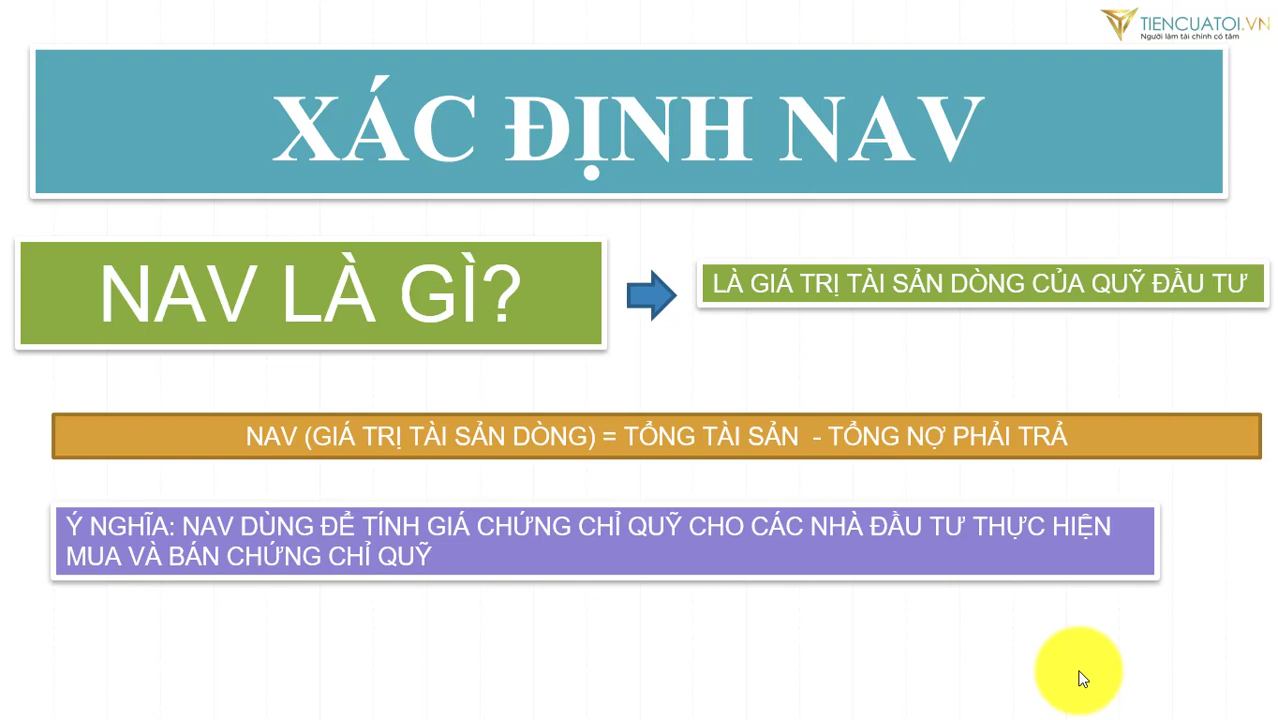 TIENCUATOI.VN
Người làm tài chính có tâm
XÁC ĐỊNH NAV
NAV LÀ GÌ?
LÀ GIÁ TRỊ TÀI SẢN DÒNG CỦA QUỸ ĐẦU TƯ
NAV (GIÁ TRỊ TÀI SẢN DÒNG) = TỔNG TÀI SẢN - TỔNG NỢ PHẢI TRẢ
Ý NGHĨA: NAV DÙNG ĐỂ TÍNH GIÁ CHỨNG CHỈ QUỸ CHO CÁC NHÀ ĐẦU TƯ THỰC HIỆN
MUA VÀ BÁN CHỨNG CHỈ QUỸ